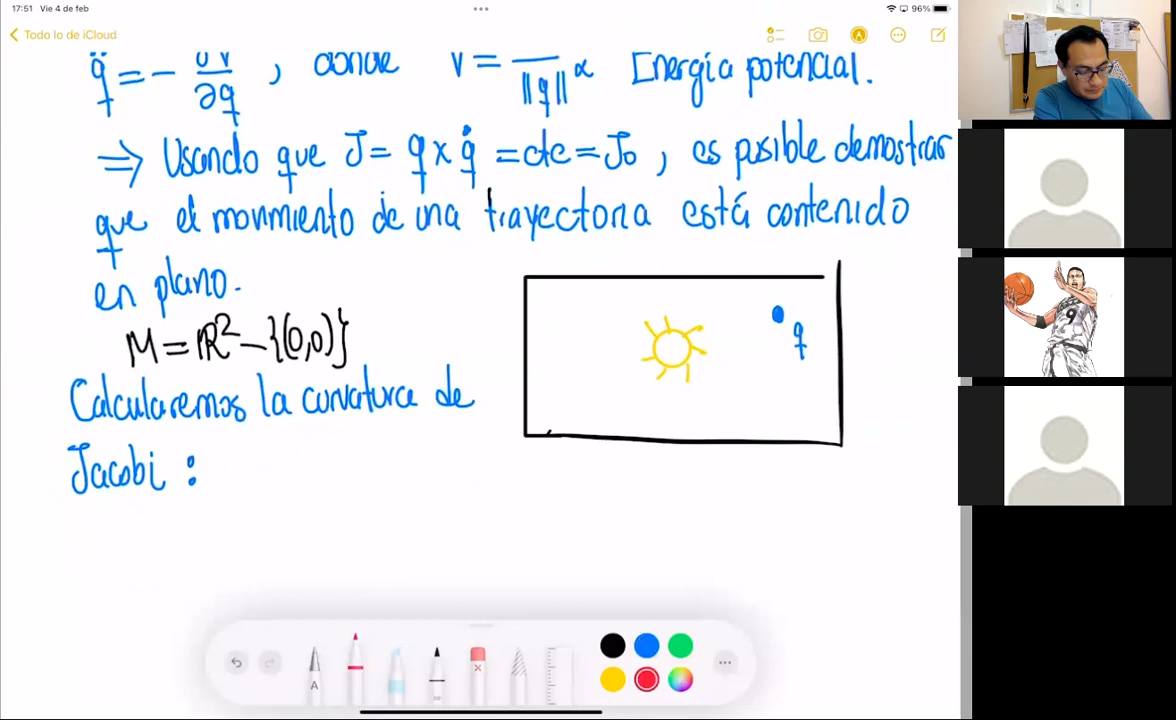 17:51 Vie 4 de feb
96%
Todo lo de iCloud
q̈ = - ∂V/∂q , donde V = ‾/‖q‖^α Energía potencial.
⇒ Usando que J = q × q̇ = cte = J₀ , es posible demostrar
que el movimiento de una trayectoria está contenido
en plano.
M = ℝ² - {(0,0)}
q
Calcularemos la curvatura de
Jacobi :
9
A